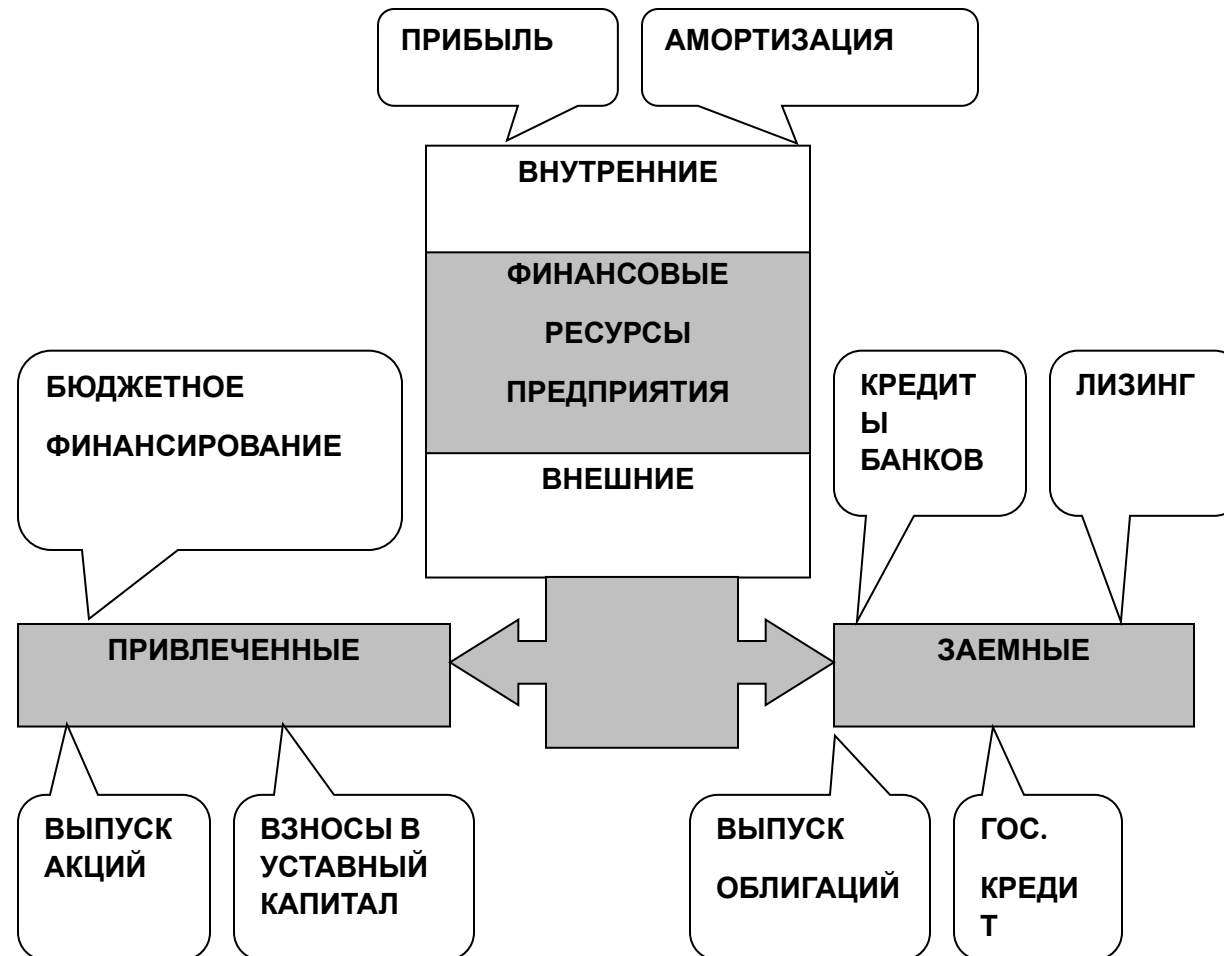 ПРИБЫЛЬ
АМОРТИЗАЦИЯ
ВНУТРЕННИЕ
ФИНАНСОВЫЕ
РЕСУРСЫ
ПРЕДПРИЯТИЯ
ВНЕШНИЕ
БЮДЖЕТНОЕ
ФИНАНСИРОВАНИЕ
КРЕДИТ
Ы
БАНКОВ
ЛИЗИНГ
ПРИВЛЕЧЕННЫЕ
ЗАЕМНЫЕ
ВЫПУСК
АКЦИЙ
ВЗНОСЫ В
УСТАВНЫЙ
КАПИТАЛ
ВЫПУСК
ОБЛИГАЦИЙ
ГОС.
КРЕДИ
Т